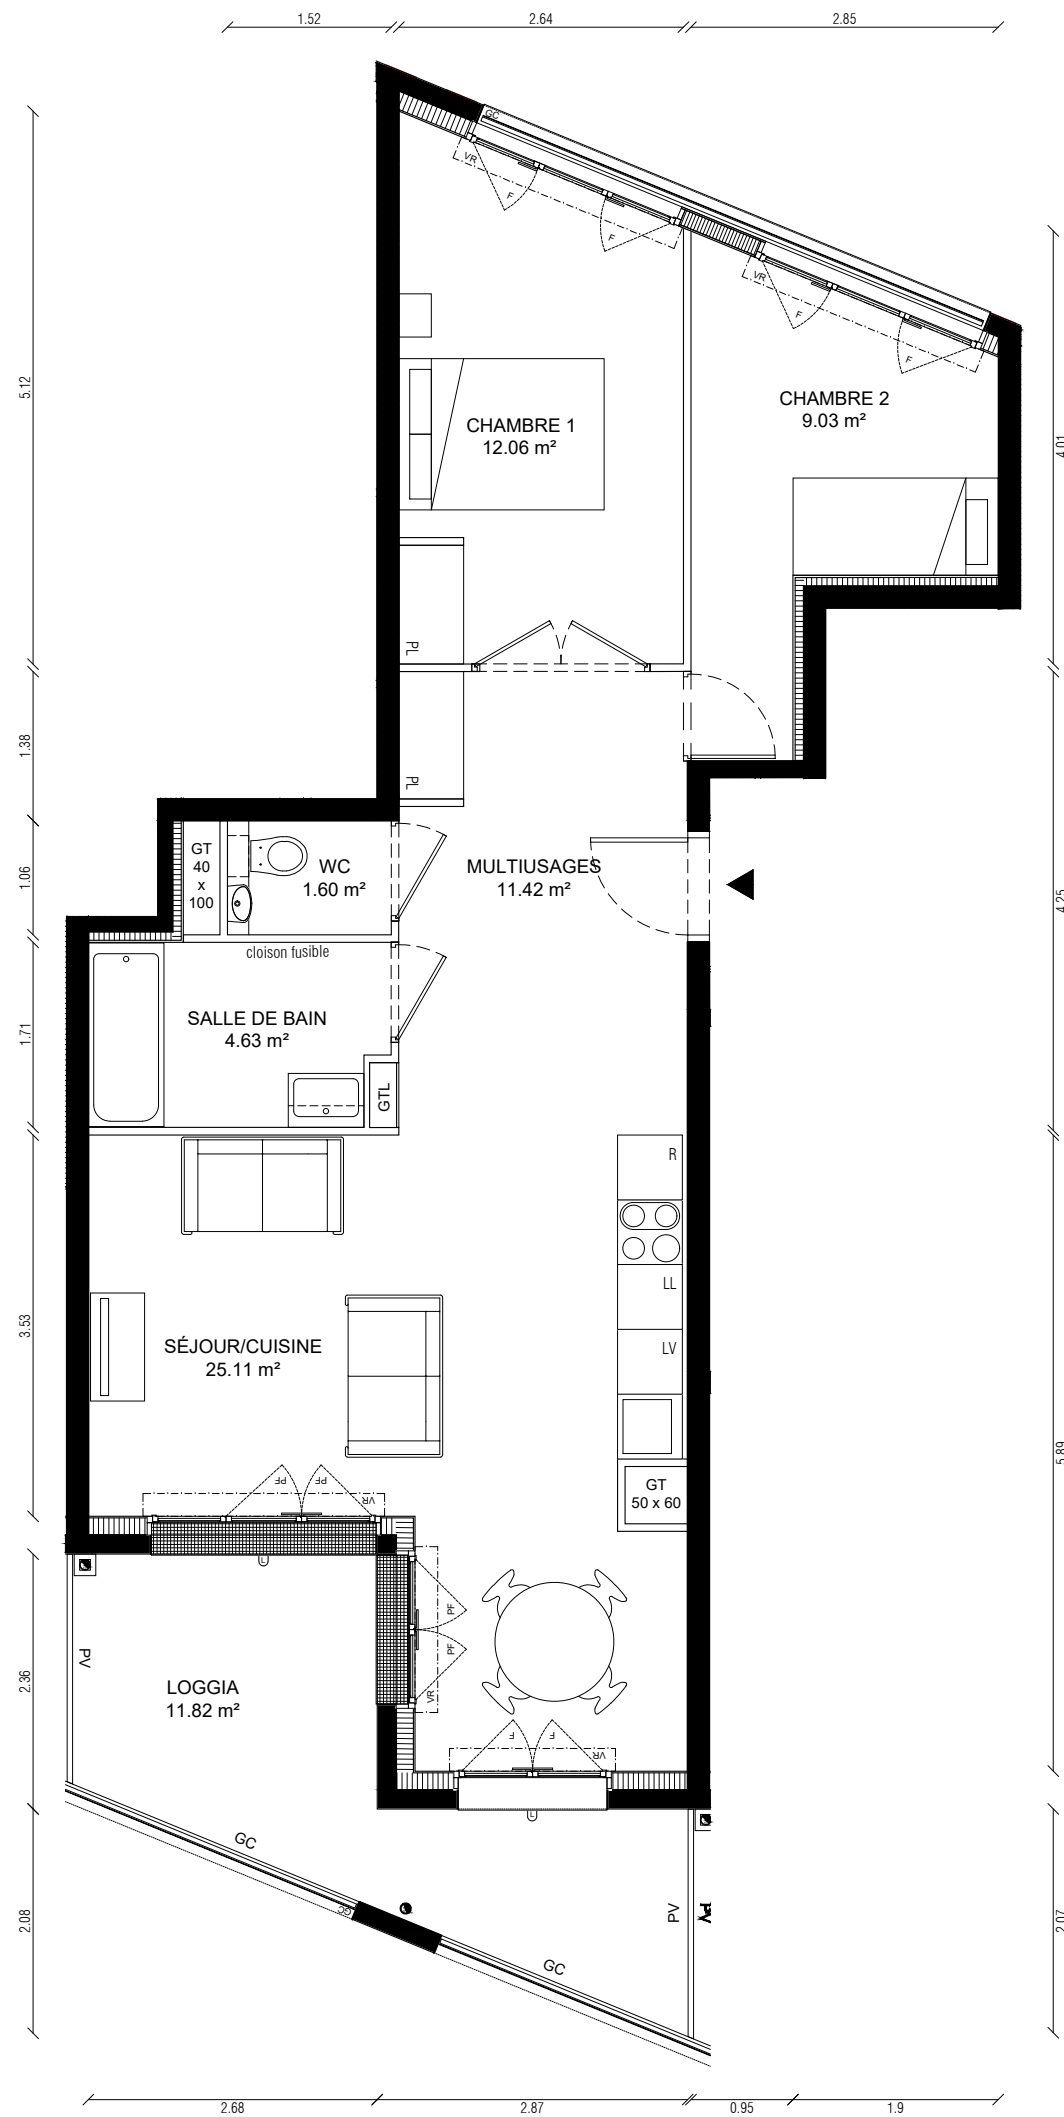 1.52
2.64
2.85
GC
VR
F
F
VR
F
F
5.12
4.01
CHAMBRE 1
12.06 m²
CHAMBRE 2
9.03 m²
PL
PL
1.38
1.06
GT
40
x
100
WC
1.60 m²
MULTIUSAGES
11.42 m²
4.25
cloison fusible
SALLE DE BAIN
4.63 m²
1.71
GTL
R
LL
LV
3.53
SÉJOUR/CUISINE
25.11 m²
5.89
GT
50 x 60
PF
PF
VR
L
PF
PF
VR
PV
LOGGIA
11.82 m²
2.36
F
F
VR
L
GC
GC
PV
PV
GC
2.08
2.07
2.68
2.87
0.95
1.9